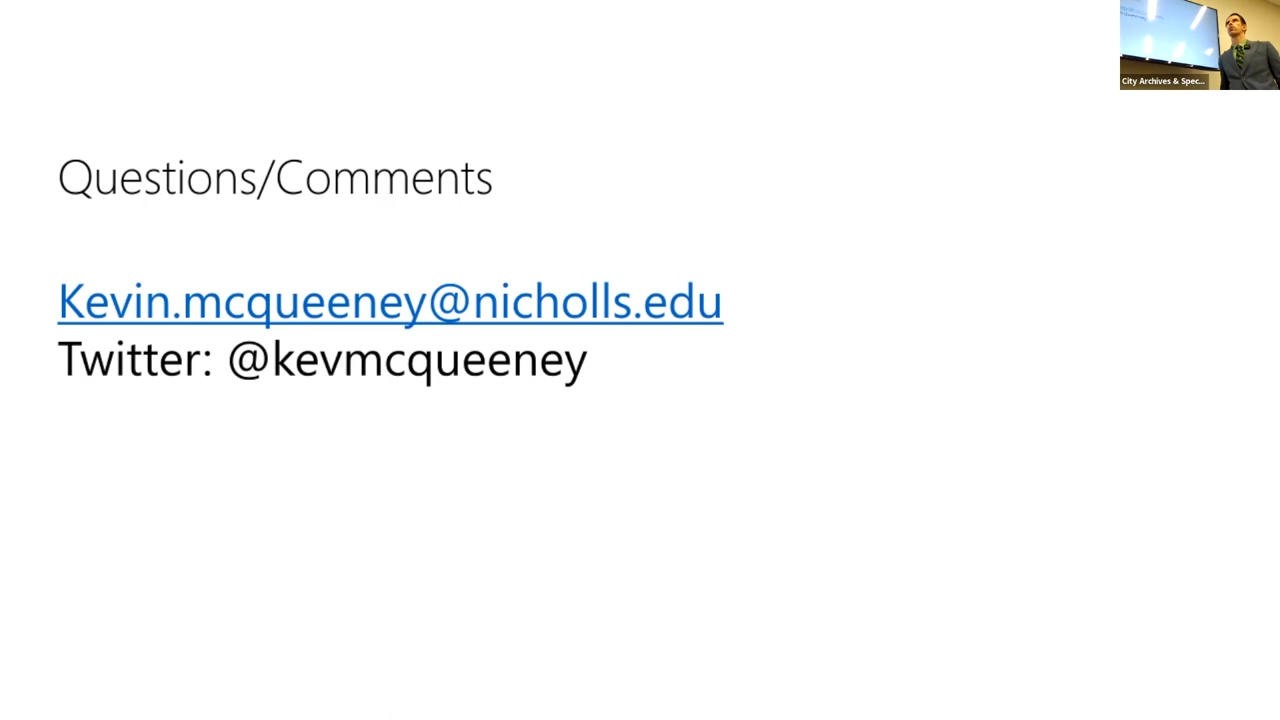 City Archives & Spec...
Questions/Comments
Kevin.mcqueeney@nicholls.edu
Twitter: @kevmcqueeney